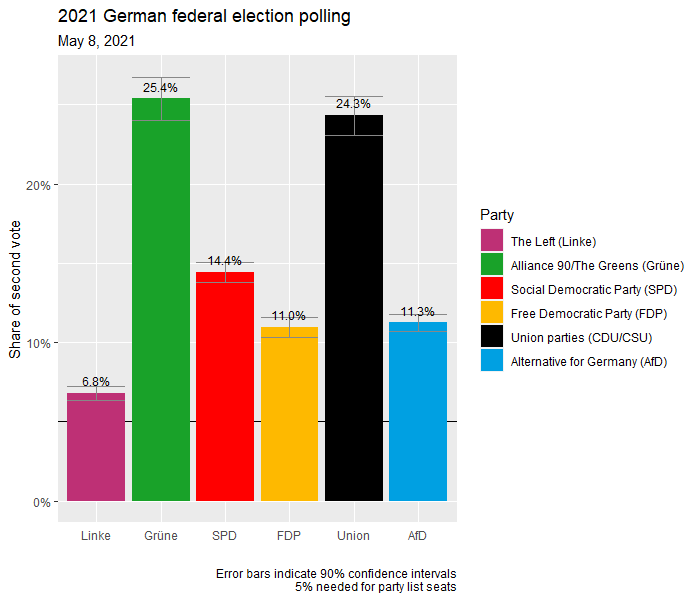 2021 German federal election polling
May 8, 2021
Share of second vote
20%
10%
0%
6.8%
25.4%
14.4%
11.0%
24.3%
11.3%
Linke
Grüne
SPD
FDP
Union
AfD
Party
The Left (Linke)
Alliance 90/The Greens (Grüne)
Social Democratic Party (SPD)
Free Democratic Party (FDP)
Union parties (CDU/CSU)
Alternative for Germany (AfD)
Error bars indicate 90% confidence intervals
5% needed for party list seats